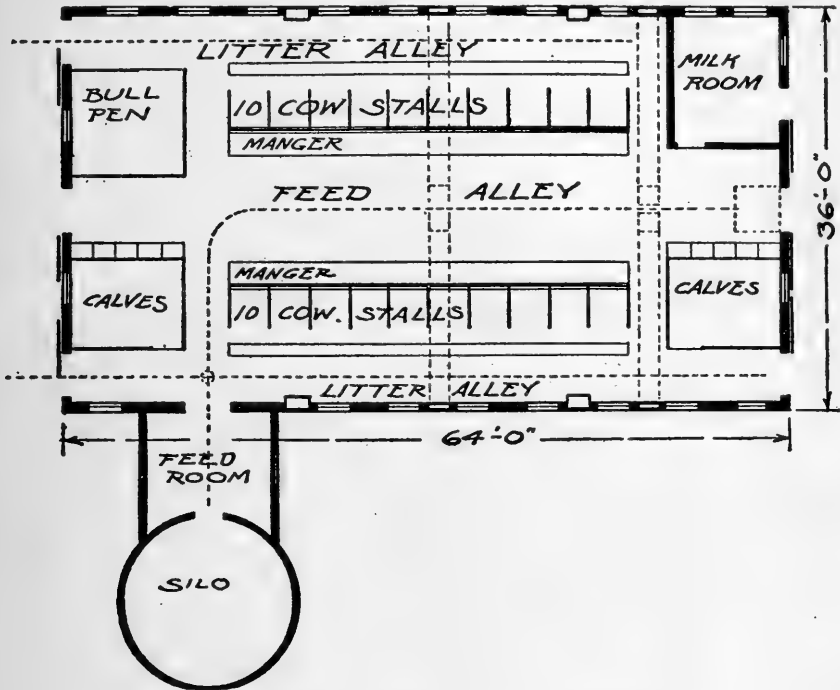 LITTER ALLEY
BULL
PEN
10 COW STALLS
MANGER
MILK
ROOM
FEED ALLEY
36'-0"
MANGER
10 COW. STALLS
CALVES
CALVES
LITTER ALLEY
64'-0"
FEED
ROOM
SILO